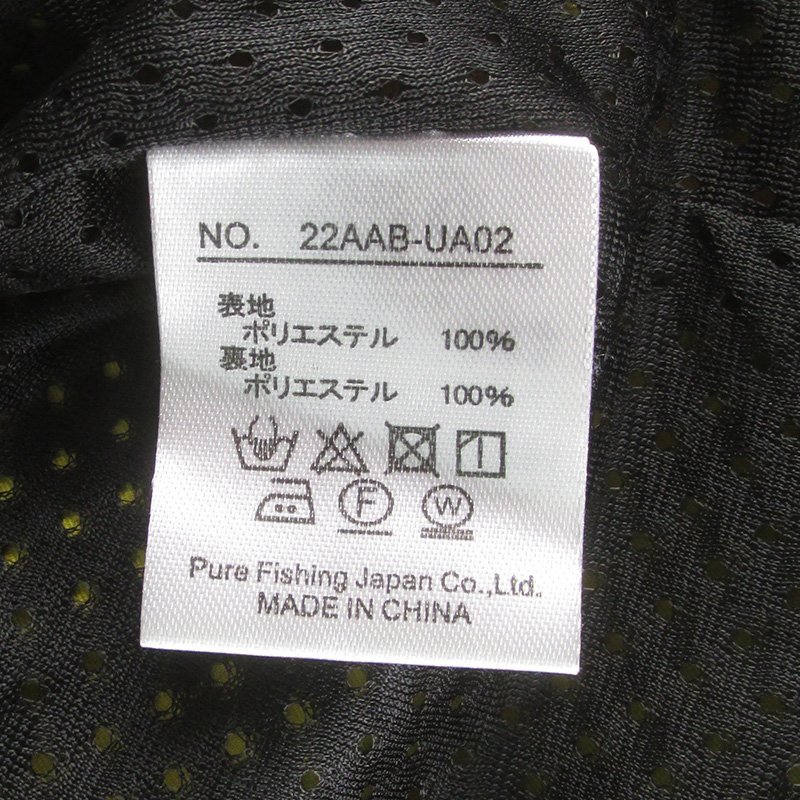 NO. 22AAB-UA02
表地
ポリエステル 100%
裏地
ポリエステル 100%
F W
Pure Fishing Japan Co.,Ltd.
MADE IN CHINA